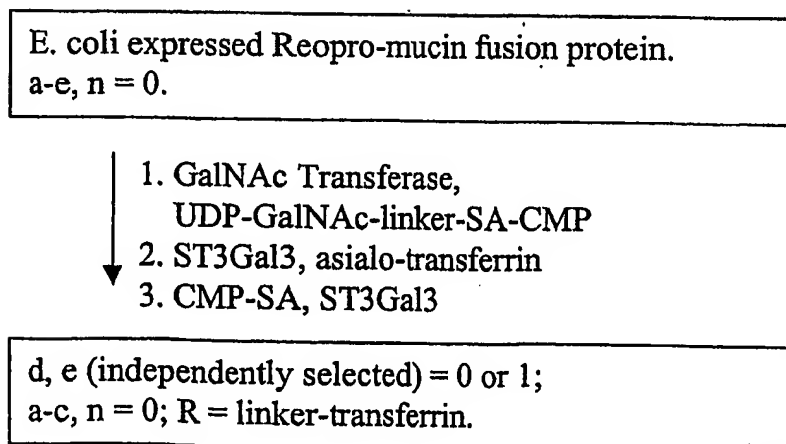 E. coli expressed Reopro-mucin fusion protein.
a-e, n = 0.
1. GalNAc Transferase,
UDP-GalNAc-linker-SA-CMP
2. ST3Gal3, asialo-transferrin
3. CMP-SA, ST3Gal3
d, e (independently selected) = 0 or 1;
a-c, n = 0; R = linker-transferrin.